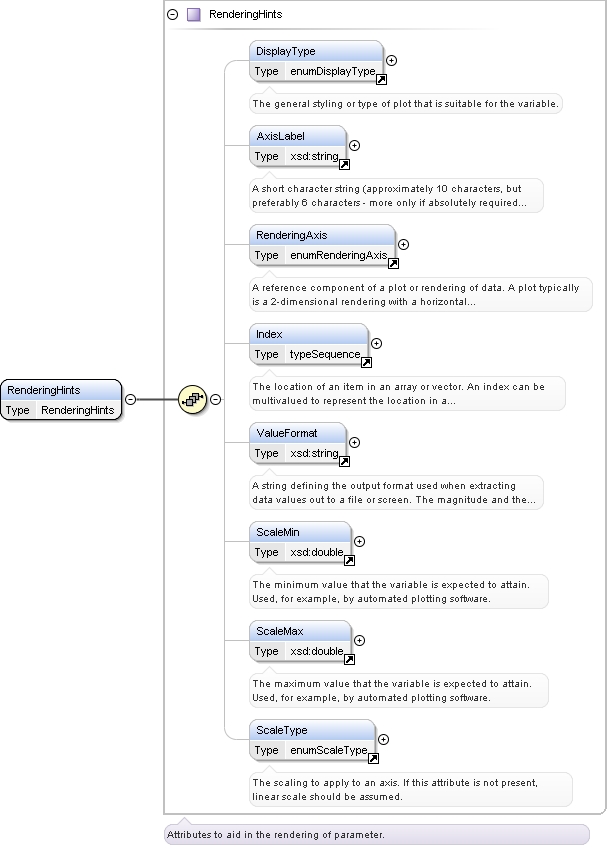 RenderingHints
DisplayType
Type enumDisplayType
The general styling or type of plot that is suitable for the variable.
AxisLabel
Type xsd:string
A short character string (approximately 10 characters, but
preferably 6 characters - more only if absolutely required...
RenderingAxis
Type enumRenderingAxis
A reference component of a plot or rendering of data. A plot typically
is a 2-dimensional rendering with a horizontal...
Index
Type typeSequence
The location of an item in an array or vector. An index can be
multivalued to represent the location in a...
RenderingHints
Type RenderingHints
ValueFormat
Type xsd:string
A string defining the output format used when extracting
data values out to a file or screen. The magnitude and the...
ScaleMin
Type xsd:double
The minimum value that the variable is expected to attain.
Used, for example, by automated plotting software.
ScaleMax
Type xsd:double
The maximum value that the variable is expected to attain.
Used, for example, by automated plotting software.
ScaleType
Type enumScaleType
The scaling to apply to an axis. If this attribute is not present,
linear scale should be assumed.
Attributes to aid in the rendering of parameter.